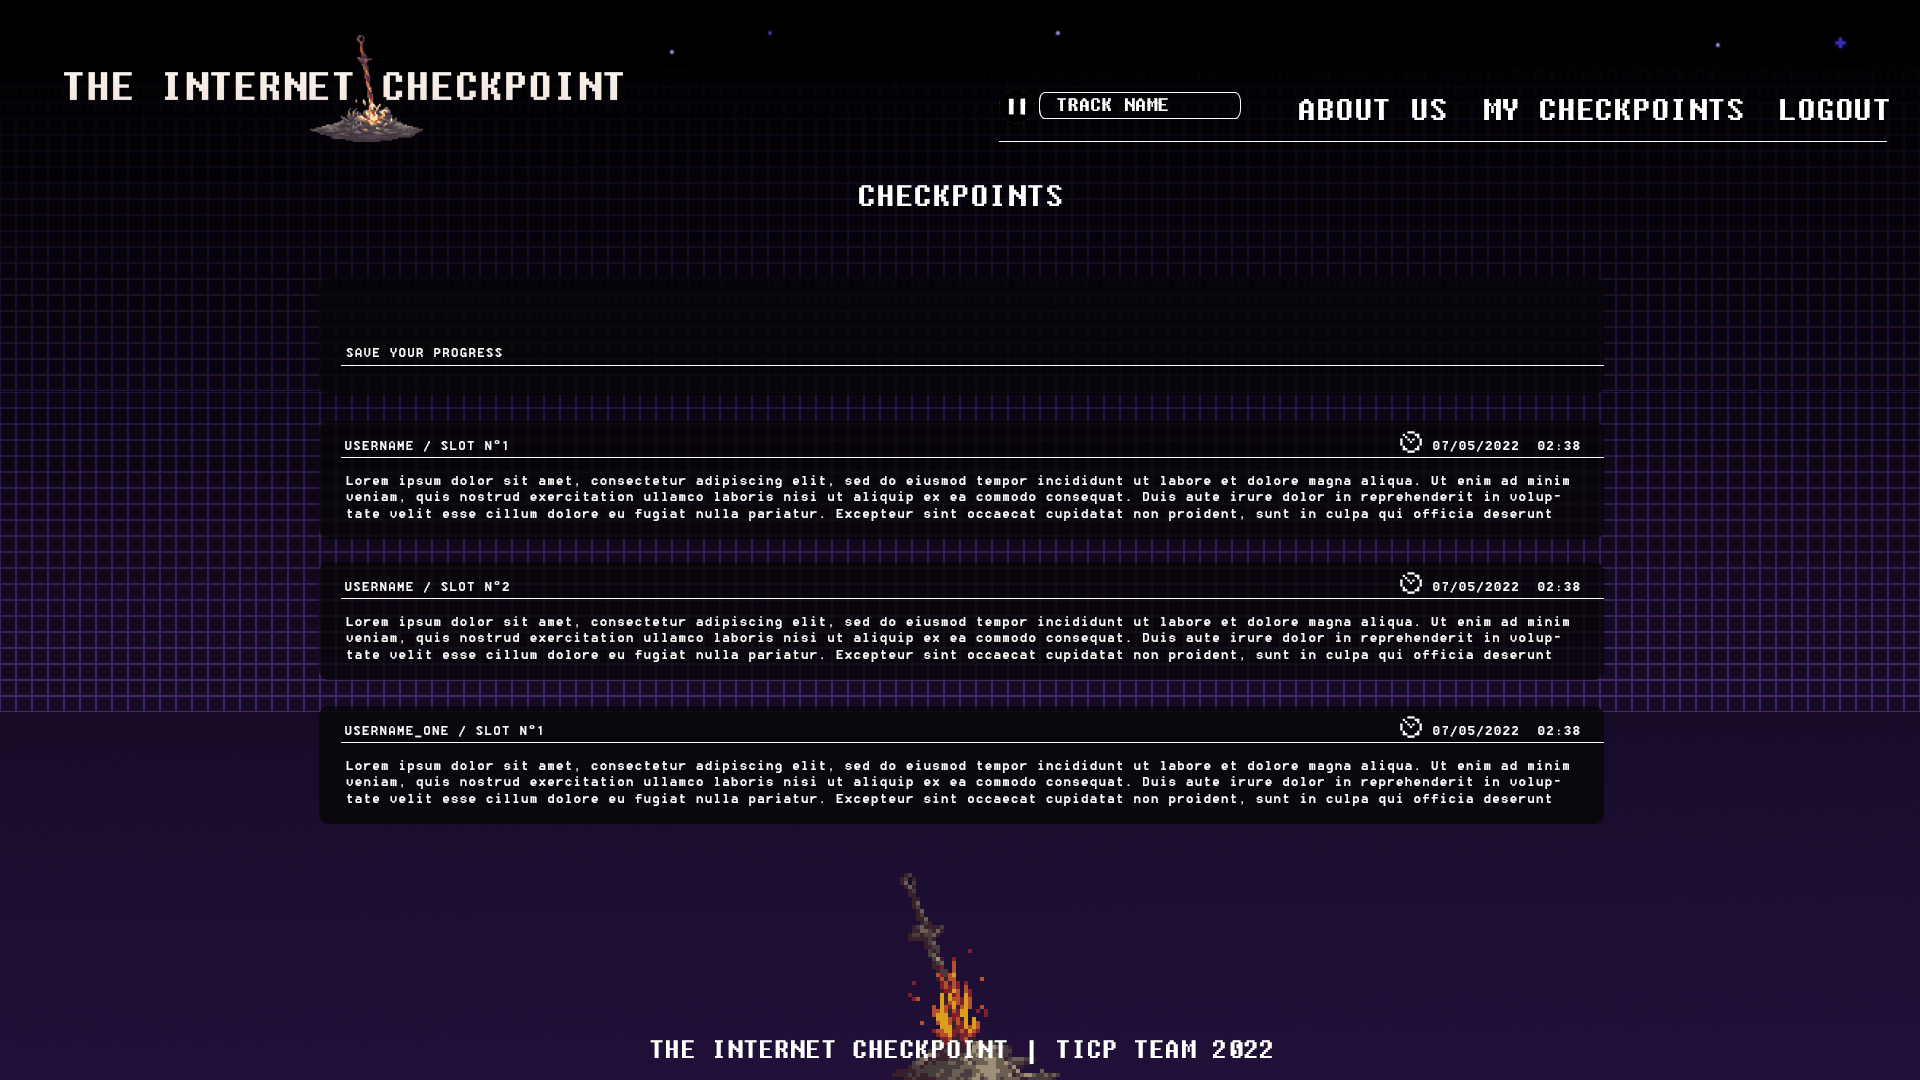 THE INTERNET CHECKPOINT
TRACK NAME
ABOUT US MY CHECKPOINTS LOGOUT
CHECKPOINTS
SAVE YOUR PROGRESS
USERNAME / SLOT N°1 07/05/2022 02:38
Lorem ipsum dolor sit amet, consectetur adipiscing elit, sed do eiusmod tempor incididunt ut labore et dolore magna aliqua. Ut enim ad minim
veniam, quis nostrud exercitation ullamco laboris nisi ut aliquip ex ea commodo consequat. Duis aute irure dolor in reprehenderit in volup-
tate velit esse cillum dolore eu fugiat nulla pariatur. Excepteur sint occaecat cupidatat non proident, sunt in culpa qui officia deserunt
USERNAME / SLOT N°2 07/05/2022 02:38
Lorem ipsum dolor sit amet, consectetur adipiscing elit, sed do eiusmod tempor incididunt ut labore et dolore magna aliqua. Ut enim ad minim
veniam, quis nostrud exercitation ullamco laboris nisi ut aliquip ex ea commodo consequat. Duis aute irure dolor in reprehenderit in volup-
tate velit esse cillum dolore eu fugiat nulla pariatur. Excepteur sint occaecat cupidatat non proident, sunt in culpa qui officia deserunt
USERNAME_ONE / SLOT N°1 07/05/2022 02:38
Lorem ipsum dolor sit amet, consectetur adipiscing elit, sed do eiusmod tempor incididunt ut labore et dolore magna aliqua. Ut enim ad minim
veniam, quis nostrud exercitation ullamco laboris nisi ut aliquip ex ea commodo consequat. Duis aute irure dolor in reprehenderit in volup-
tate velit esse cillum dolore eu fugiat nulla pariatur. Excepteur sint occaecat cupidatat non proident, sunt in culpa qui officia deserunt
THE INTERNET CHECKPOINT | TICP TEAM 2022